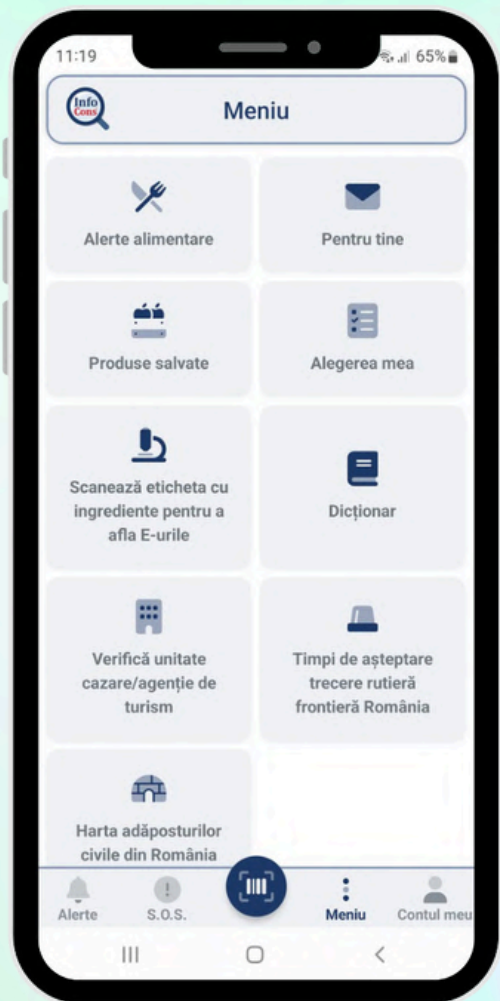 11:19
65%
Info
Cons
Meniu
Alerte alimentare
Pentru tine
Produse salvate
Alegerea mea
Scanează eticheta cu
ingrediente pentru a
afla E-urile
Dicționar
Verifică unitate
cazare/agenție de
turism
Timpi de așteptare
trecere rutieră
frontieră România
Harta adăposturilor
civile din România
Alerte
S.O.S.
Meniu
Contul meu